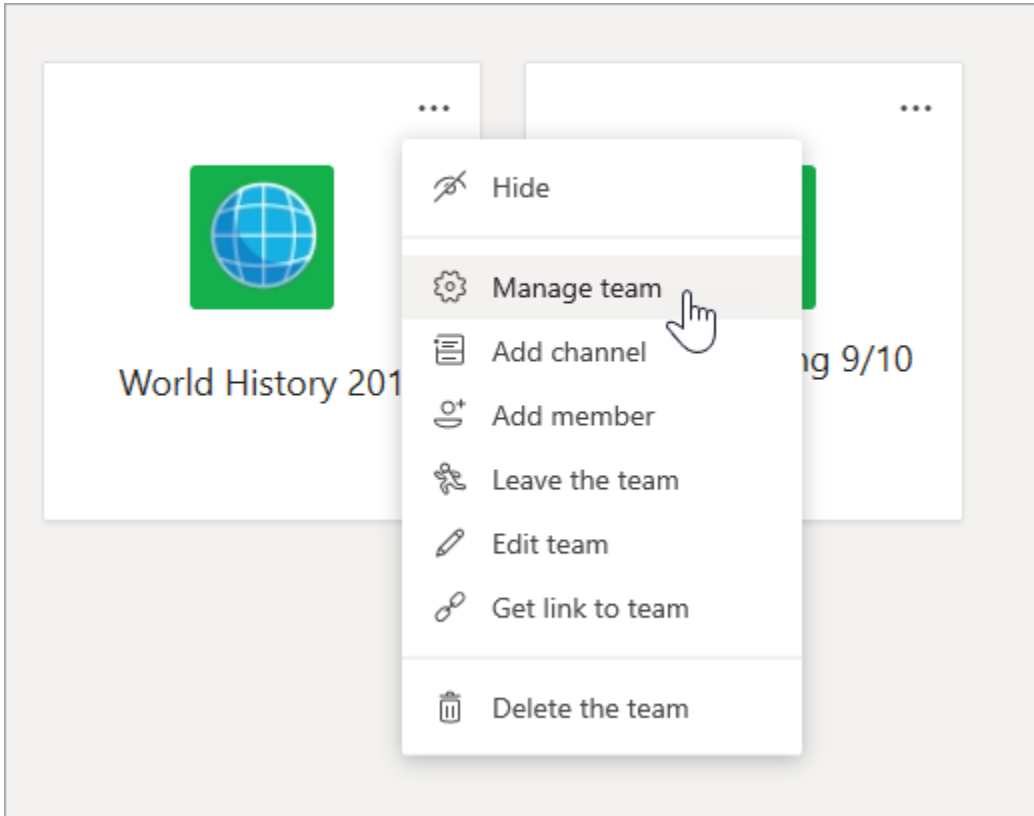 Hide
Manage team
Add channel
World History 201
9/10
Add member
Leave the team
Edit team
Get link to team
Delete the team